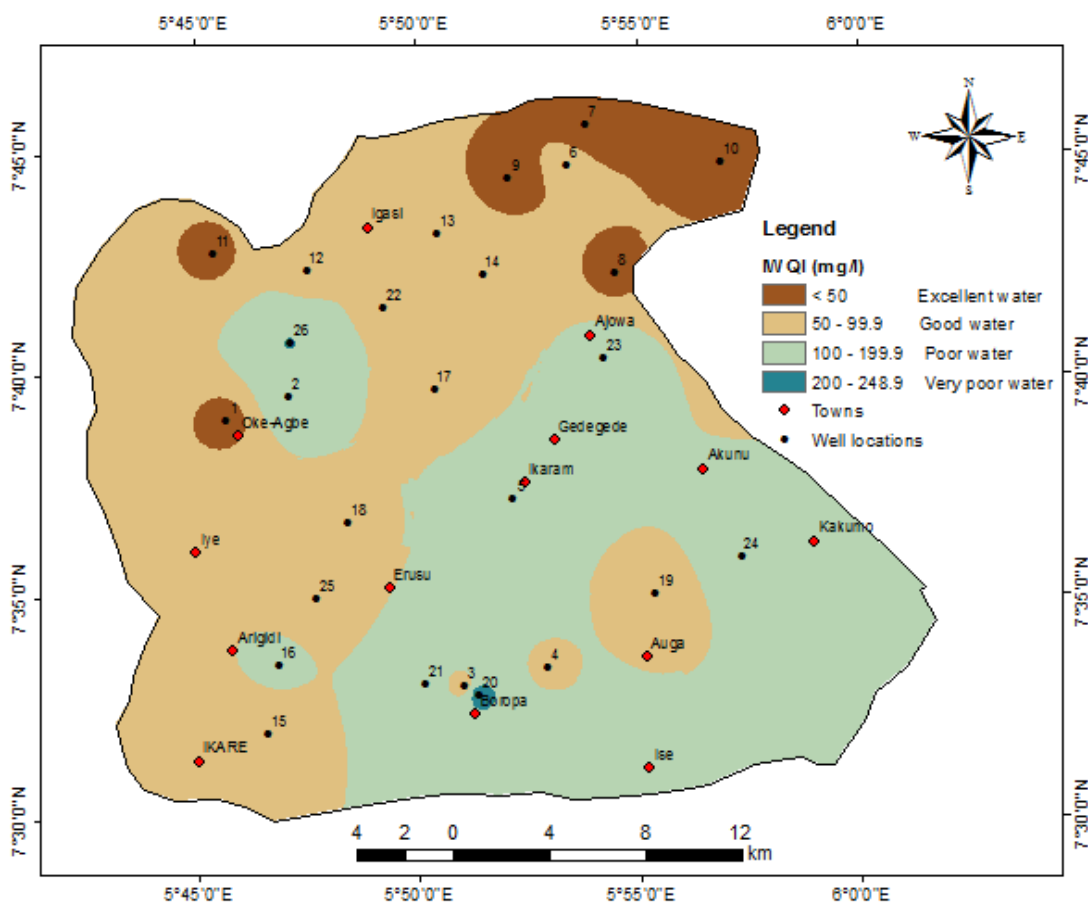 5°45'0"E 5°50'0"E 5°55'0"E 6°0'0"E
N
W E
S
7°45'0"N 7°45'0"N
7
10
6
9
Igasi
13
11
12
14
8
Legend
IWQI (mg/l)
< 50 Excellent water
50 - 99.9 Good water
100 - 199.9 Poor water
200 - 248.9 Very poor water
Towns
Well locations
22
Ajowa
26
23
7°40'0"N 7°40'0"N
2
17
1
Oke-Agbe
Gedegede
Ikaram
5
Akunu
18
Iye
Kakumo
24
Erusu
25
19
7°35'0"N 7°35'0"N
Arigidi
16
Auga
4
21
3
20
Boropa
15
IKARE
Ise
7°30'0"N 7°30'0"N
4 2 0 4 8 12
km
5°45'0"E 5°50'0"E 5°55'0"E 6°0'0"E